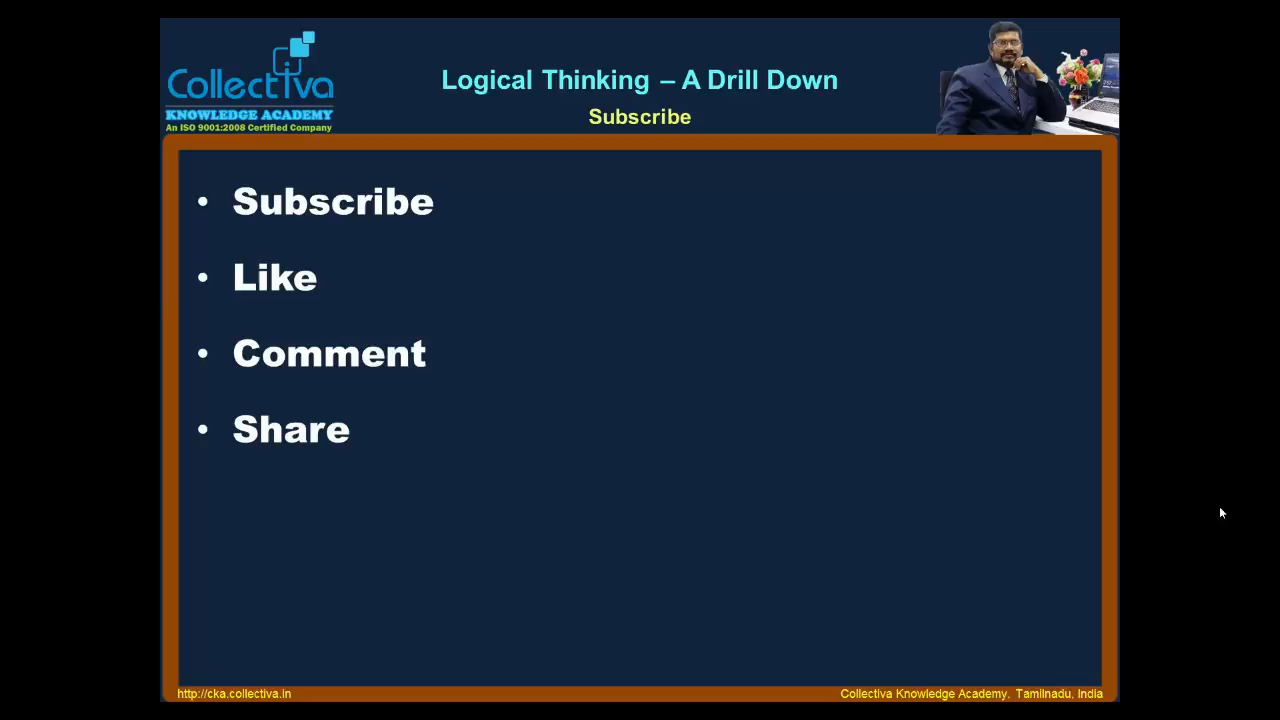 Collectiva
KNOWLEDGE ACADEMY
An ISO 9001:2008 Certified Company
Logical Thinking – A Drill Down
Subscribe
• Subscribe
• Like
• Comment
• Share
http://cka.collectiva.in
Collectiva Knowledge Academy, Tamilnadu, India